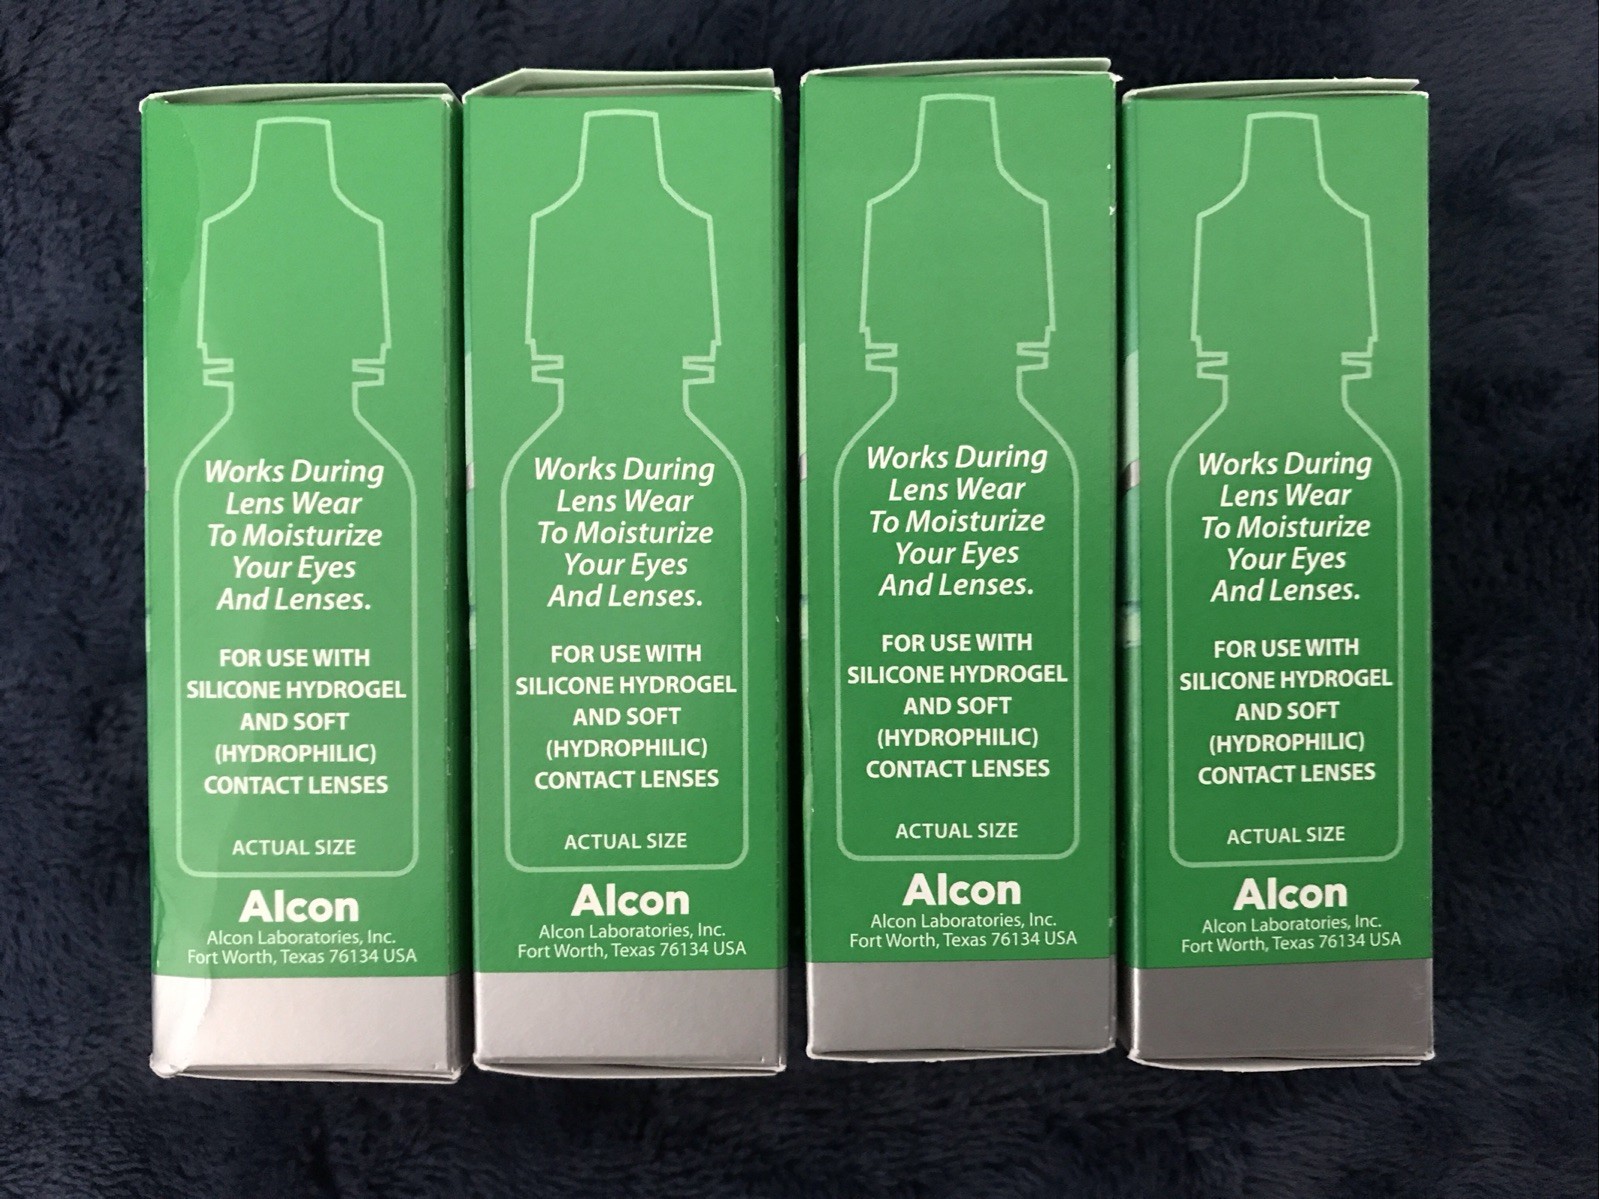 Works During
Lens Wear
To Moisturize
Your Eyes
And Lenses.
FOR USE WITH
SILICONE HYDROGEL
AND SOFT
(HYDROPHILIC)
CONTACT LENSES
ACTUAL SIZE
Alcon
Alcon Laboratories, Inc.
Fort Worth, Texas 76134 USA
Works During
Lens Wear
To Moisturize
Your Eyes
And Lenses.
FOR USE WITH
SILICONE HYDROGEL
AND SOFT
(HYDROPHILIC)
CONTACT LENSES
ACTUAL SIZE
Alcon
Alcon Laboratories, Inc.
Fort Worth, Texas 76134 USA
Works During
Lens Wear
To Moisturize
Your Eyes
And Lenses.
FOR USE WITH
SILICONE HYDROGEL
AND SOFT
(HYDROPHILIC)
CONTACT LENSES
ACTUAL SIZE
Alcon
Alcon Laboratories, Inc.
Fort Worth, Texas 76134 USA
Works During
Lens Wear
To Moisturize
Your Eyes
And Lenses.
FOR USE WITH
SILICONE HYDROGEL
AND SOFT
(HYDROPHILIC)
CONTACT LENSES
ACTUAL SIZE
Alcon
Alcon Laboratories, Inc.
Fort Worth, Texas 76134 USA